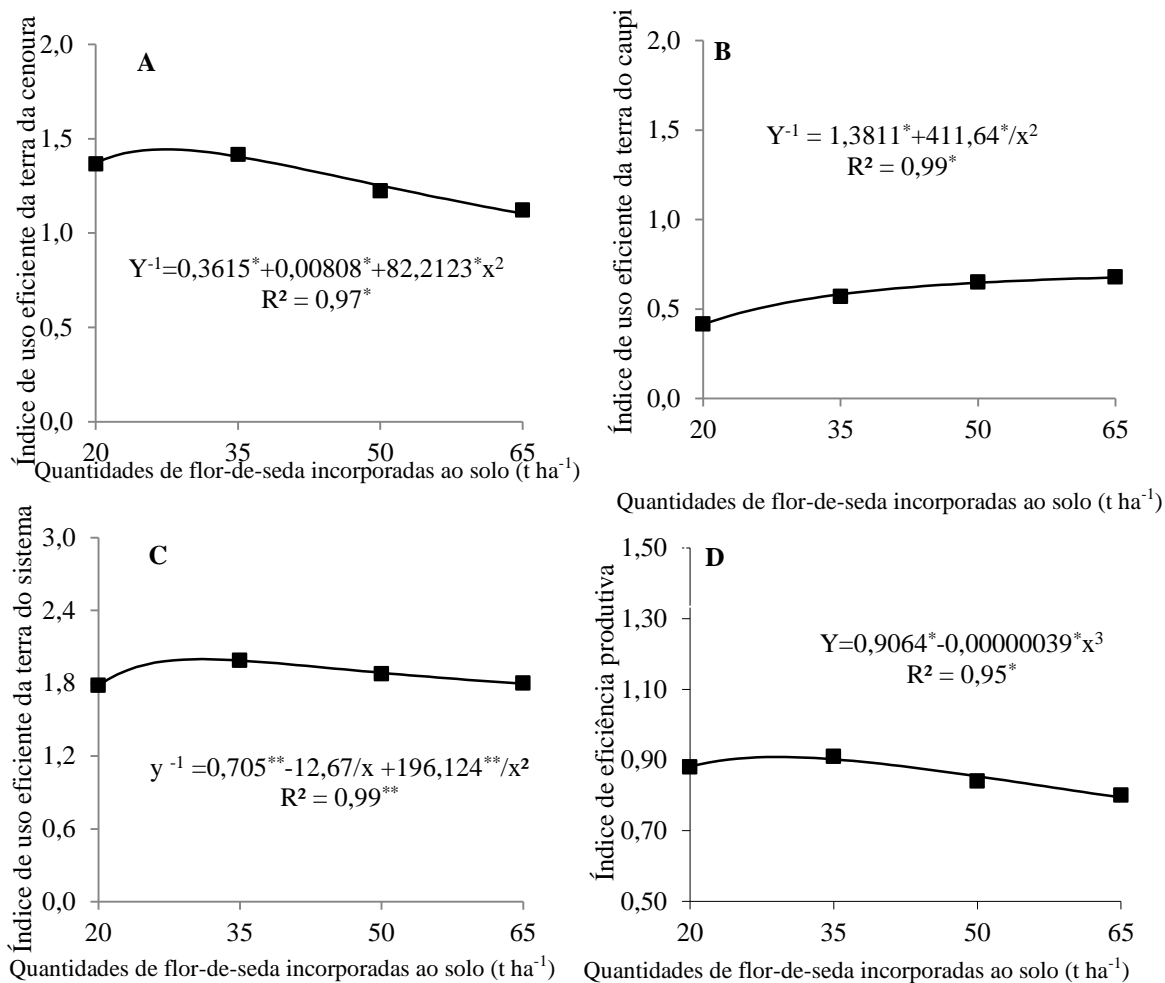 Índice de uso eficiente da terra da cenoura
2,0
1,5
1,0
0,5
0,0
A
Y⁻¹=0,3615*+0,00808*+82,2123*x²
R² = 0,97*
20 35 50 65
Quantidades de flor-de-seda incorporadas ao solo (t ha⁻¹)
Índice de uso eficiente da terra do caupi
2,0
1,5
1,0
0,5
0,0
B
Y⁻¹ = 1,3811*+411,64*/x²
R² = 0,99*
20 35 50 65
Quantidades de flor-de-seda incorporadas ao solo (t ha⁻¹)
Índice de uso eficiente da terra do sistema
3,0
2,4
1,8
1,2
0,6
0,0
C
y ⁻¹ =0,705**-12,67/x +196,124**/x²
R² = 0,99**
20 35 50 65
Quantidades de flor-de-seda incorporadas ao solo (t ha⁻¹)
Índice de eficiência produtiva
1,50
1,30
1,10
0,90
0,70
0,50
D
Y=0,9064*-0,00000039*x³
R² = 0,95*
20 35 50 65
Quantidades de flor-de-seda incorporadas ao solo (t ha⁻¹)